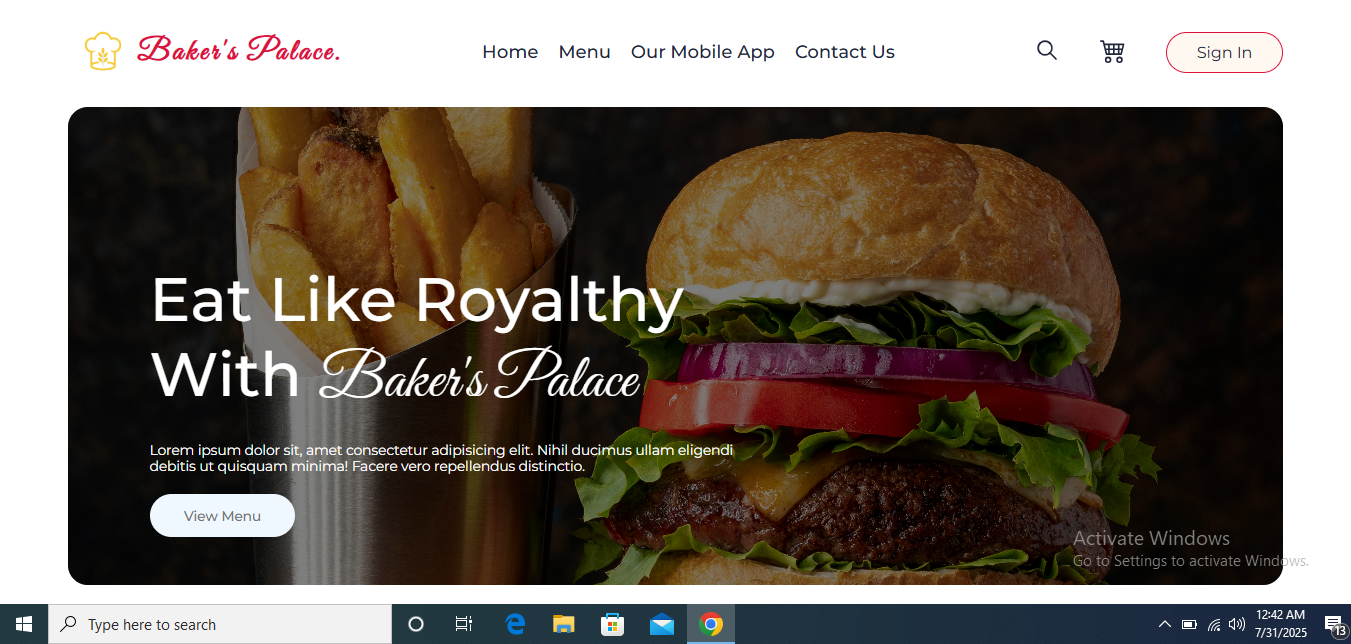 Baker's Palace.
Home Menu Our Mobile App Contact Us
Sign In
Eat Like Royalthy
With Baker's Palace
Lorem ipsum dolor sit, amet consectetur adipisicing elit. Nihil ducimus ullam eligendi
debitis ut quisquam minima! Facere vero repellendus distinctio.
View Menu
Activate Windows
Go to Settings to activate Windows.
Type here to search
12:42 AM
7/31/2025
13